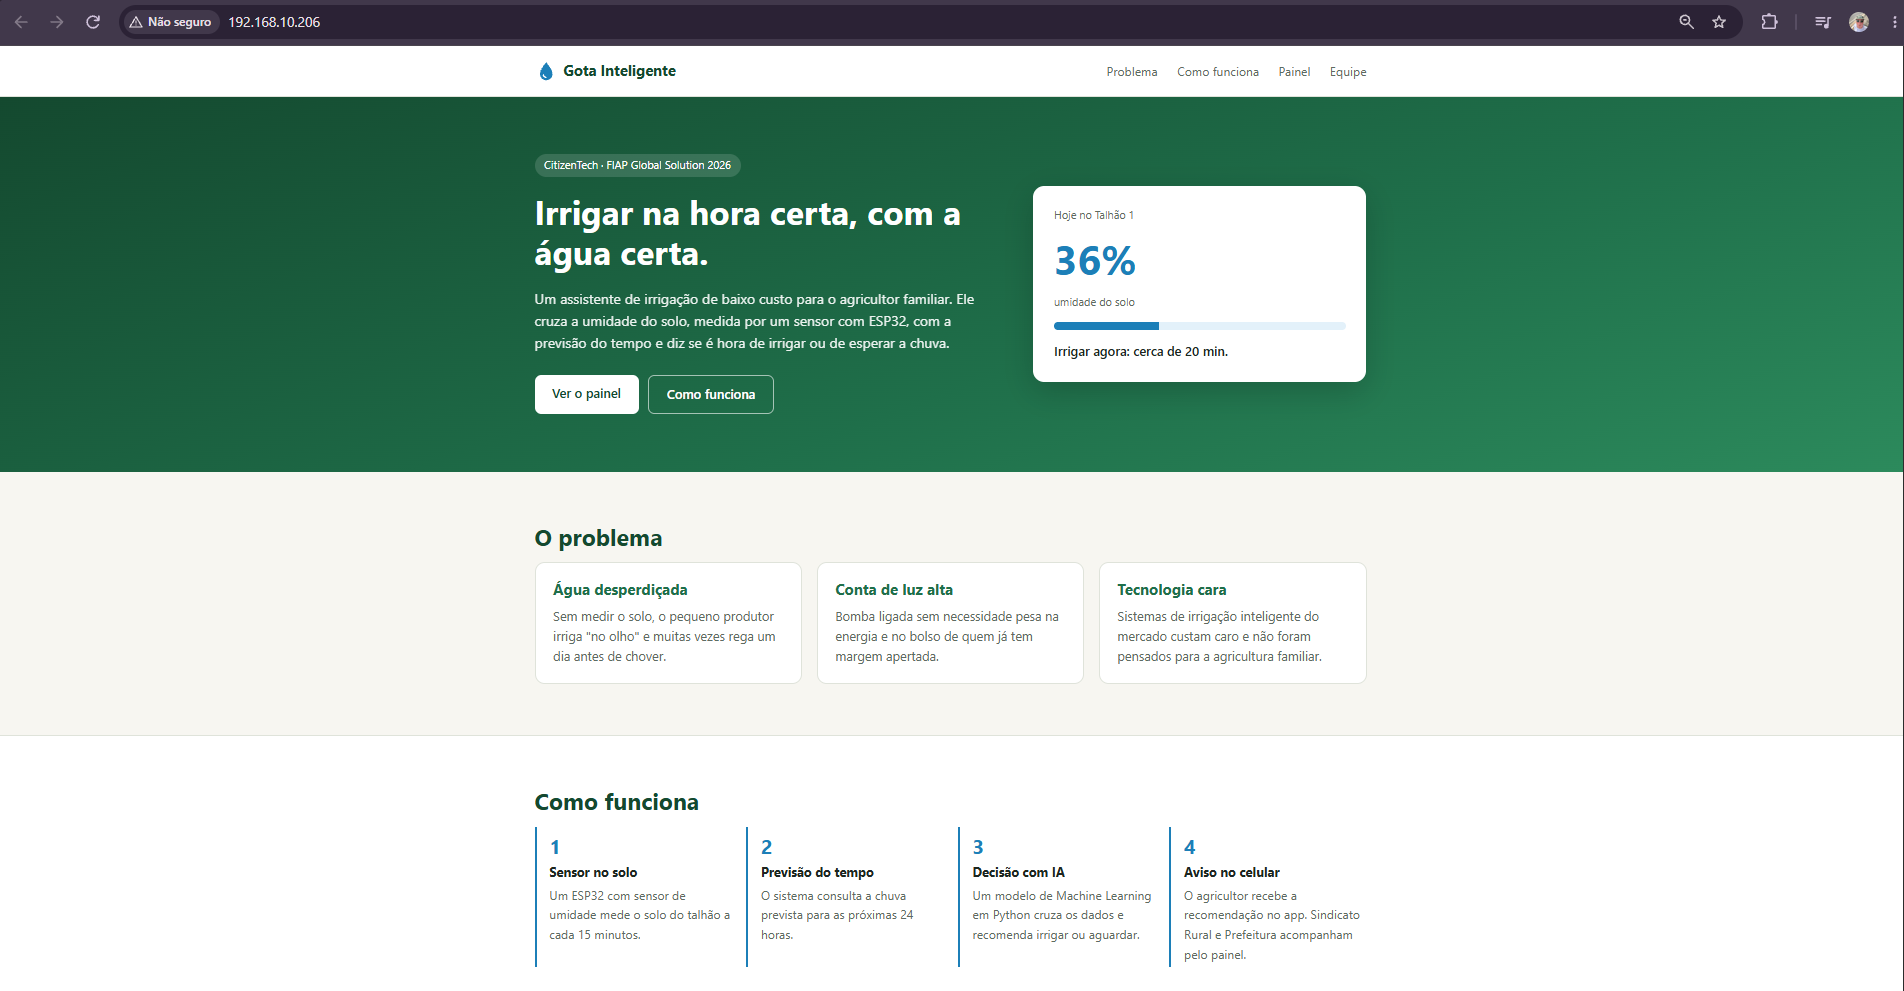 Não seguro
192.168.10.206
Gota Inteligente
Problema
Como funciona
Painel
Equipe
CitizenTech · FIAP Global Solution 2026
Irrigar na hora certa, com a
água certa.
Um assistente de irrigação de baixo custo para o agricultor familiar. Ele
cruza a umidade do solo, medida por um sensor com ESP32, com a
previsão do tempo e diz se é hora de irrigar ou de esperar a chuva.
Ver o painel
Como funciona
Hoje no Talhão 1
36%
umidade do solo
Irrigar agora: cerca de 20 min.
O problema
Água desperdiçada
Sem medir o solo, o pequeno produtor
irriga "no olho" e muitas vezes rega um
dia antes de chover.
Conta de luz alta
Bomba ligada sem necessidade pesa na
energia e no bolso de quem já tem
margem apertada.
Tecnologia cara
Sistemas de irrigação inteligente do
mercado custam caro e não foram
pensados para a agricultura familiar.
Como funciona
1
Sensor no solo
Um ESP32 com sensor de
umidade mede o solo do talhão a
cada 15 minutos.
2
Previsão do tempo
O sistema consulta a chuva
prevista para as próximas 24
horas.
3
Decisão com IA
Um modelo de Machine Learning
em Python cruza os dados e
recomenda irrigar ou aguardar.
4
Aviso no celular
O agricultor recebe a
recomendação no app. Sindicato
Rural e Prefeitura acompanham
pelo painel.